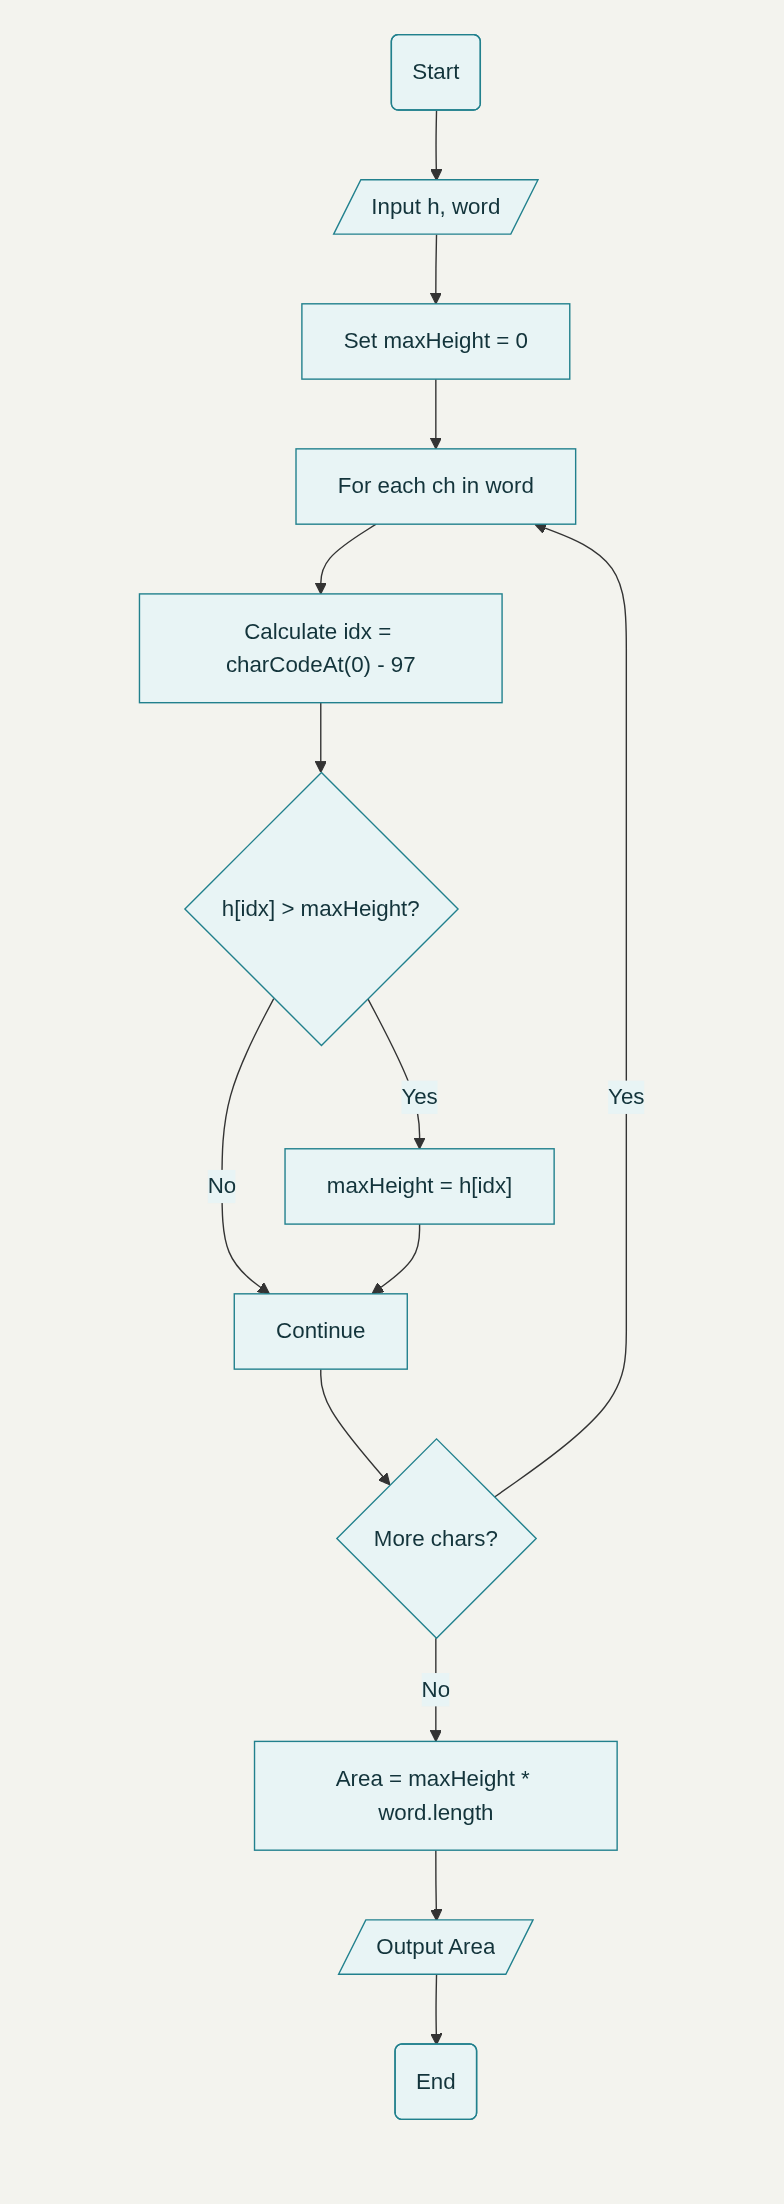 Start
Input h, word
Set maxHeight = 0
For each ch in word
Calculate idx =
charCodeAt(0) - 97
h[idx] > maxHeight?
Yes
Yes
No
maxHeight = h[idx]
Continue
More chars?
No
Area = maxHeight *
word.length
Output Area
End